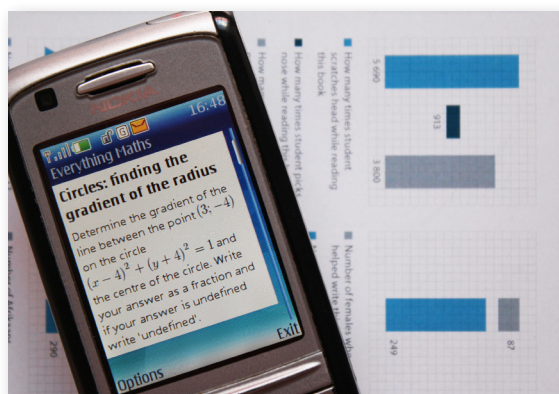 16:48
Everything Maths
Circles: finding the
gradient of the radius
Determine the gradient of the
line between the point (3; −4)
on the circle
(x − 4)² + (y + 4)² = 1 and
the centre of the circle. Write
your answer as a fraction and
if your answer is undefined
write 'undefined'.
Options
Exit
How many times student
scratches head while reading
this book
How many times student picks
nose while reading this
How
5 690
913
3 800
Number of females
helped write
249
87
290